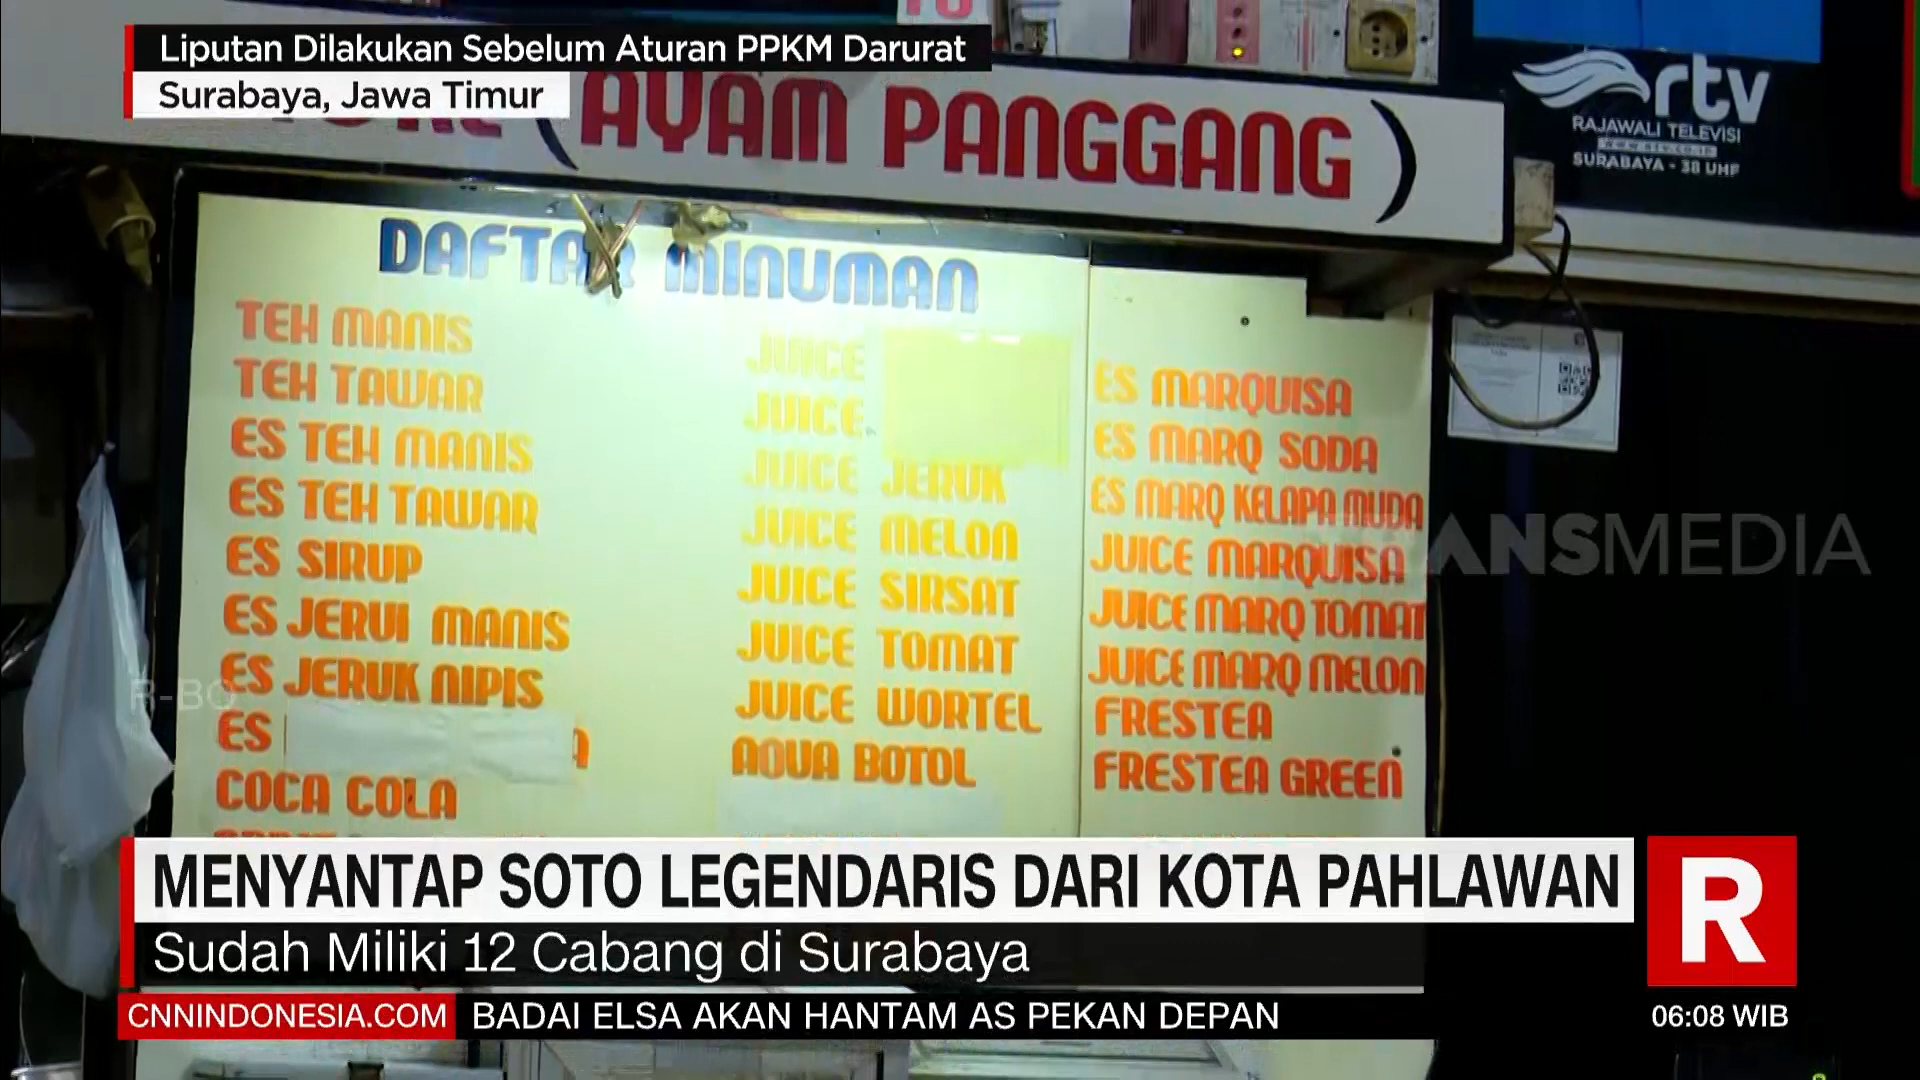 Liputan Dilakukan Sebelum Aturan PPKM Darurat
Surabaya, Jawa Timur
(AYAM PANGGANG)
rtv
RAJAWALI TELEVISI
SURABAYA - 38 UHF
DAFTAR MINUMAN
TEH MANIS
TEH TAWAR
ES TEH MANIS
ES TEH TAWAR
ES SIRUP
ES JERUI MANIS
ES JERUK NIPIS
ES
COCA COLA
JUICE
JUICE
JUICE JERUK
JUICE MELON
JUICE SIRSAT
JUICE TOMAT
JUICE WORTEL
AQUA BOTOL
ES MARQUISA
ES MARQ SODA
ES MARQ KELAPA MUDA
JUICE MARQUISA
JUICE MARQ TOMAT
JUICE MARQ MELON
FRESTEA
FRESTEA GREEN
ANSMEDIA
R-BO
MENYANTAP SOTO LEGENDARIS DARI KOTA PAHLAWAN
R
Sudah Miliki 12 Cabang di Surabaya
CNNINDONESIA.COM BADAI ELSA AKAN HANTAM AS PEKAN DEPAN
06:08 WIB